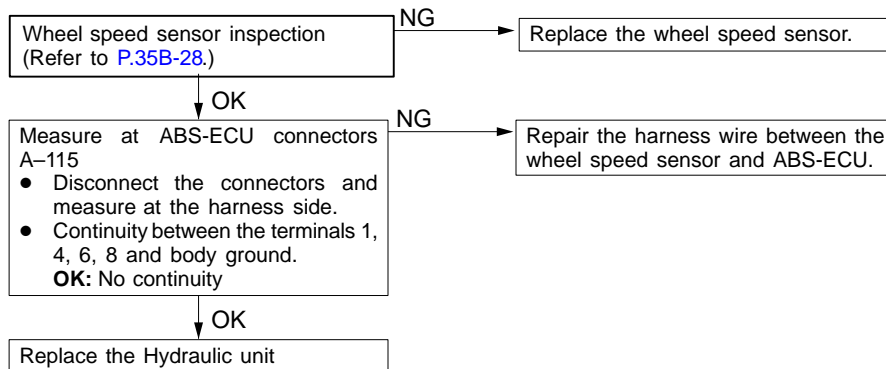 Wheel speed sensor inspection
(Refer to P.35B-28.)
NG
Replace the wheel speed sensor.
OK
Measure at ABS-ECU connectors
A–115
● Disconnect the connectors and
measure at the harness side.
● Continuity between the terminals 1,
4, 6, 8 and body ground.
OK: No continuity
NG
Repair the harness wire between the
wheel speed sensor and ABS-ECU.
OK
Replace the Hydraulic unit